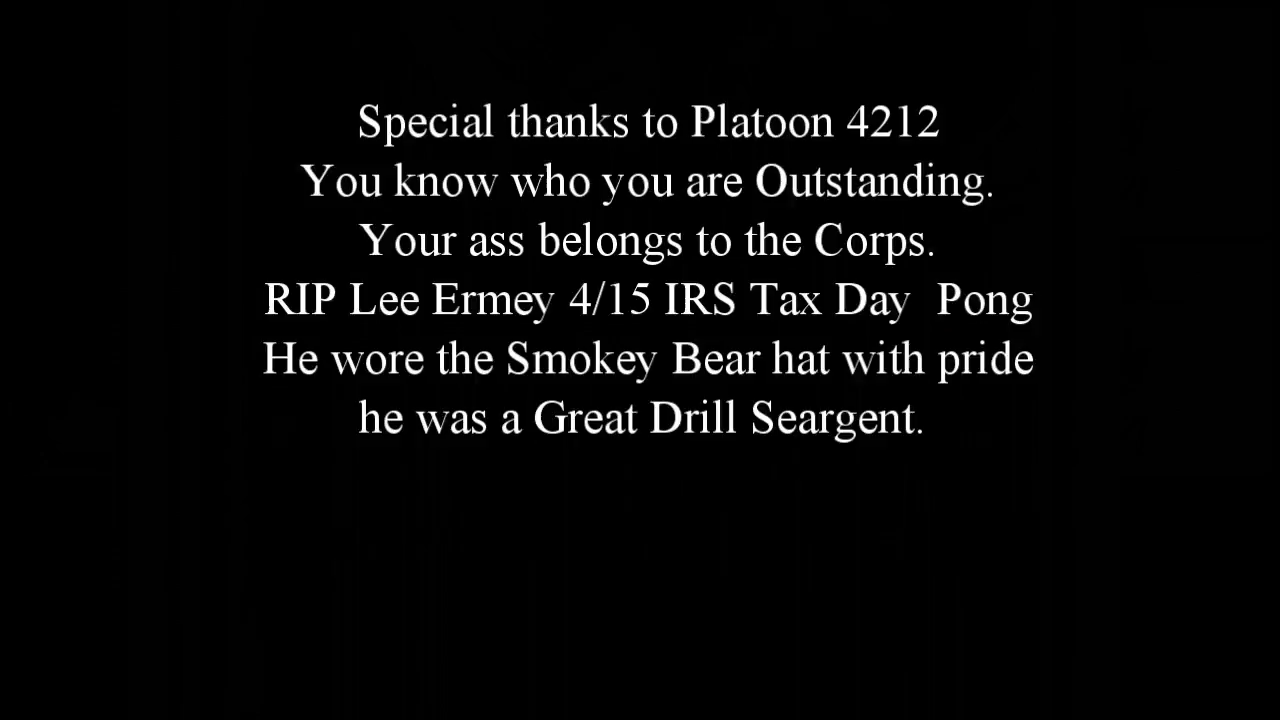 Special thanks to Platoon 4212
You know who you are Outstanding.
Your ass belongs to the Corps.
RIP Lee Ermey 4/15 IRS Tax Day  Pong
He wore the Smokey Bear hat with pride
he was a Great Drill Seargent.